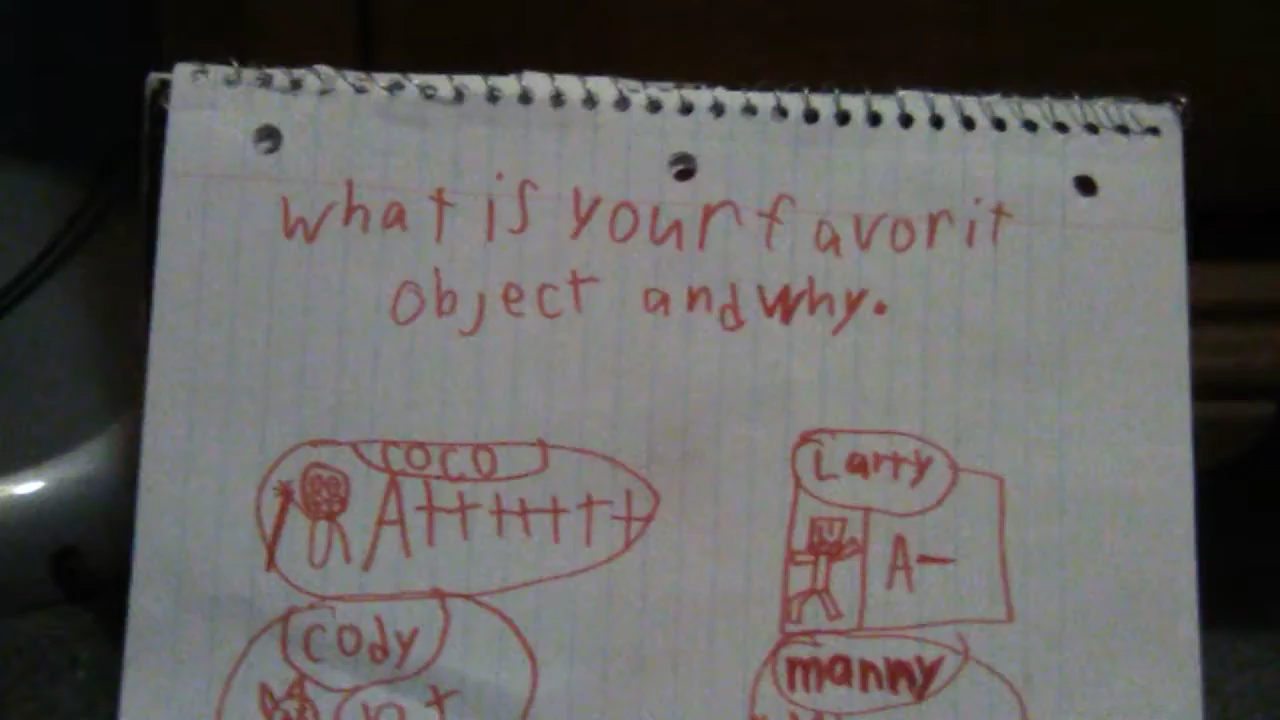 what is your favorit
object and why.
coco
Larry
A-
cody
manny